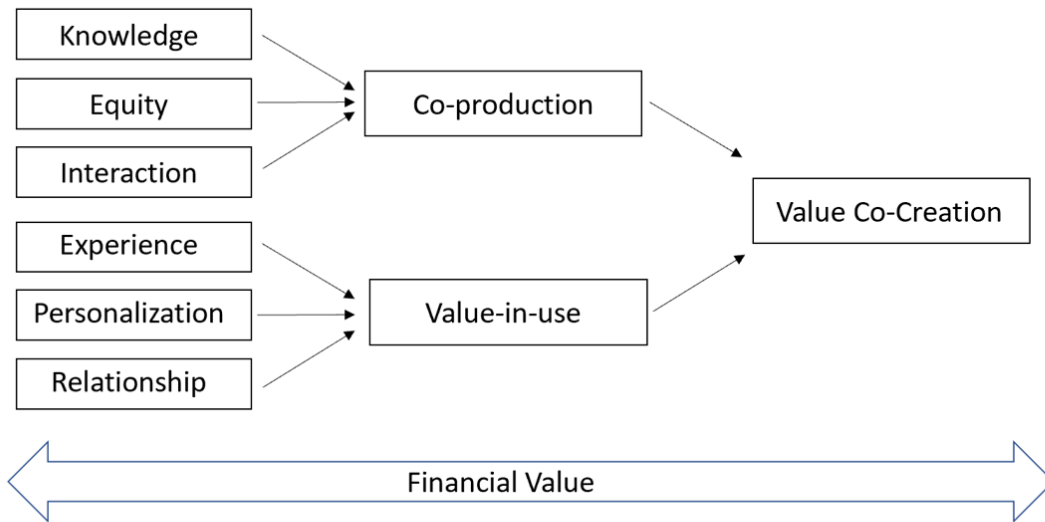 Knowledge
Equity
Interaction
Experience
Personalization
Relationship
Co-production
Value-in-use
Value Co-Creation
Financial Value